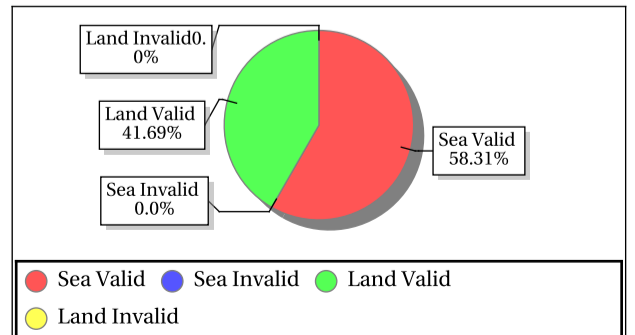 Land Invalid0.
0%
Land Valid
41.69%
Sea Valid
58.31%
Sea Invalid
0.0%
Sea Valid Sea Invalid Land Valid
Land Invalid